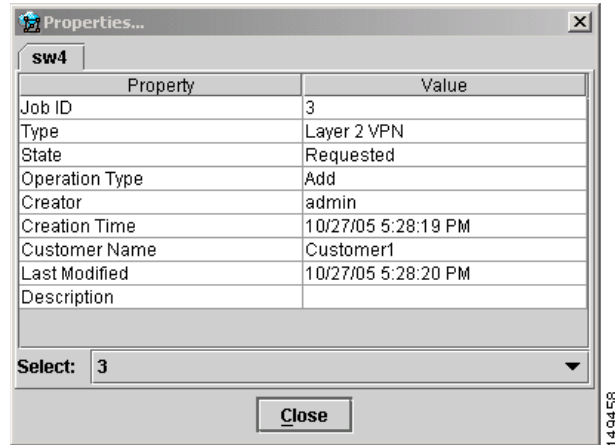 Properties...
sw4
Property Value
Job ID 3
Type Layer 2 VPN
State Requested
Operation Type Add
Creator admin
Creation Time 10/27/05 5:28:19 PM
Customer Name Customer1
Last Modified 10/27/05 5:28:20 PM
Description
Select: 3
Close
149458